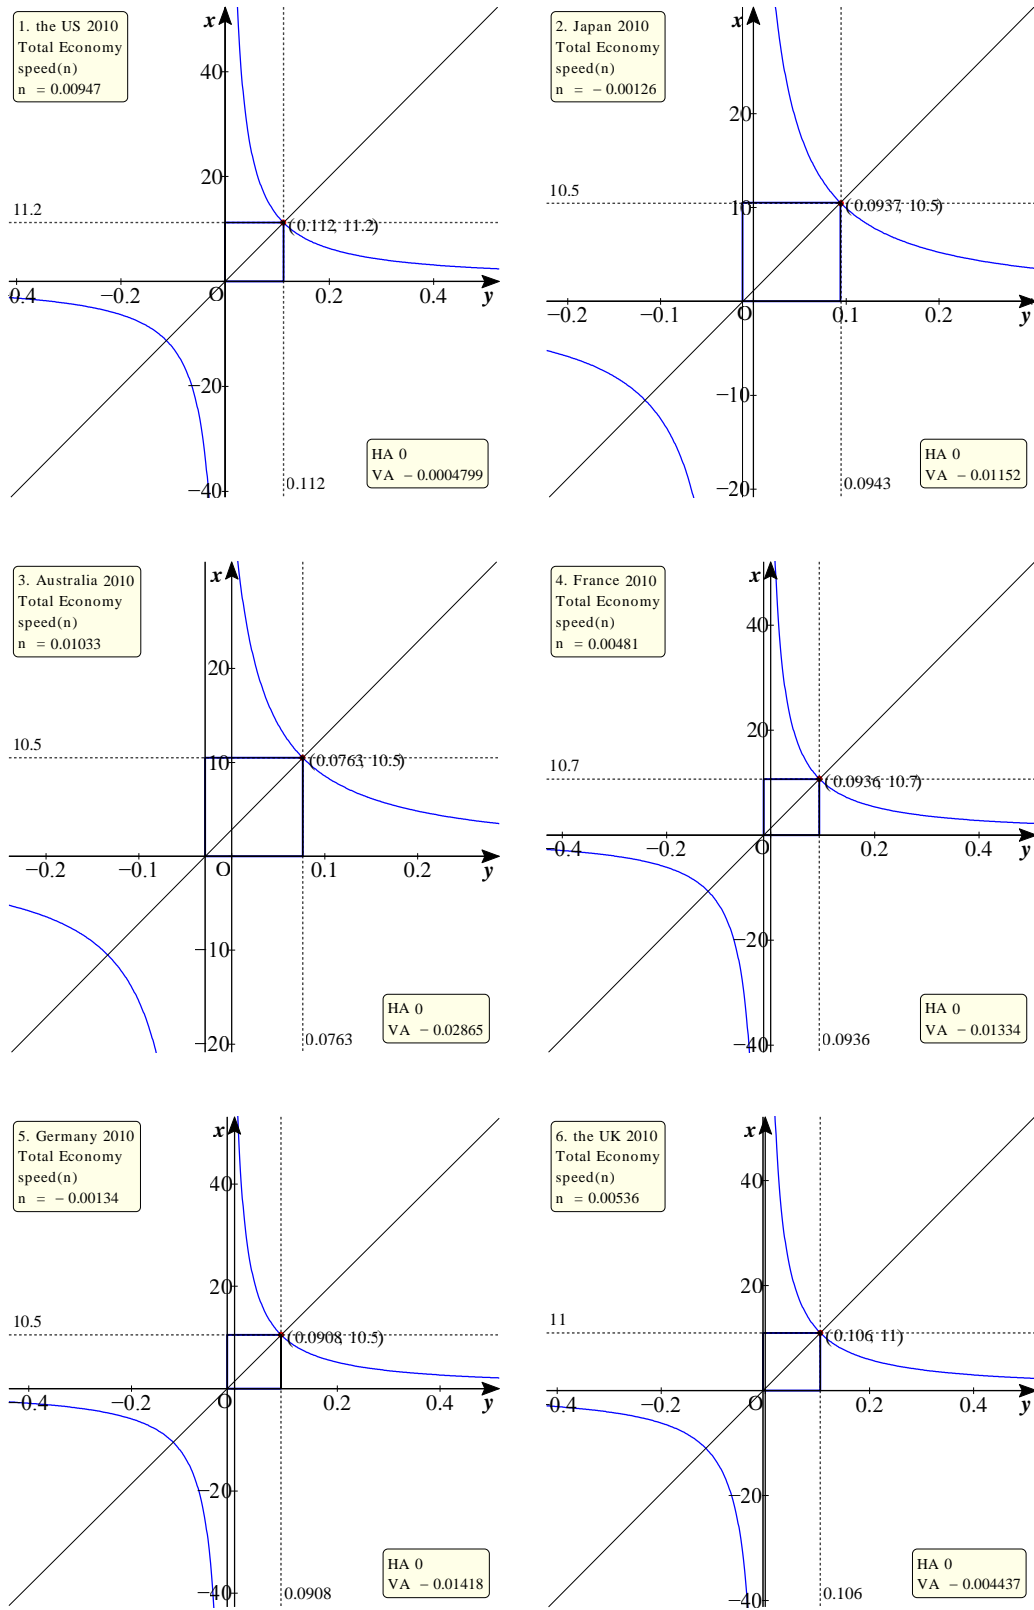 1. the US 2010
Total Economy
speed(n)
n = 0.00947
x
40
20
11.2
(0.112, 11.2)
0.4
−0.2
O
0.2
0.4
y
−20
−40
0.112
HA 0
VA − 0.0004799
2. Japan 2010
Total Economy
speed(n)
n = − 0.00126
x
20
10.5
10
(0.0937, 10.5)
−0.2
−0.1
O
0.1
0.2
y
−10
−20
0.0943
HA 0
VA − 0.01152
3. Australia 2010
Total Economy
speed(n)
n = 0.01033
x
20
10.5
10
(0.0763, 10.5)
−0.2
−0.1
O
0.1
0.2
y
−10
−20
0.0763
HA 0
VA − 0.02865
4. France 2010
Total Economy
speed(n)
n = 0.00481
x
40
20
10.7
(0.0936, 10.7)
−0.4
−0.2
O
0.2
0.4
y
−20
−40
0.0936
HA 0
VA − 0.01334
5. Germany 2010
Total Economy
speed(n)
n = − 0.00134
x
40
20
10.5
(0.0908, 10.5)
−0.4
−0.2
O
0.2
0.4
y
−20
−40
0.0908
HA 0
VA − 0.01418
6. the UK 2010
Total Economy
speed(n)
n = 0.00536
x
40
20
11
(0.106, 11)
−0.4
−0.2
O
0.2
0.4
y
−20
−40
0.106
HA 0
VA − 0.004437